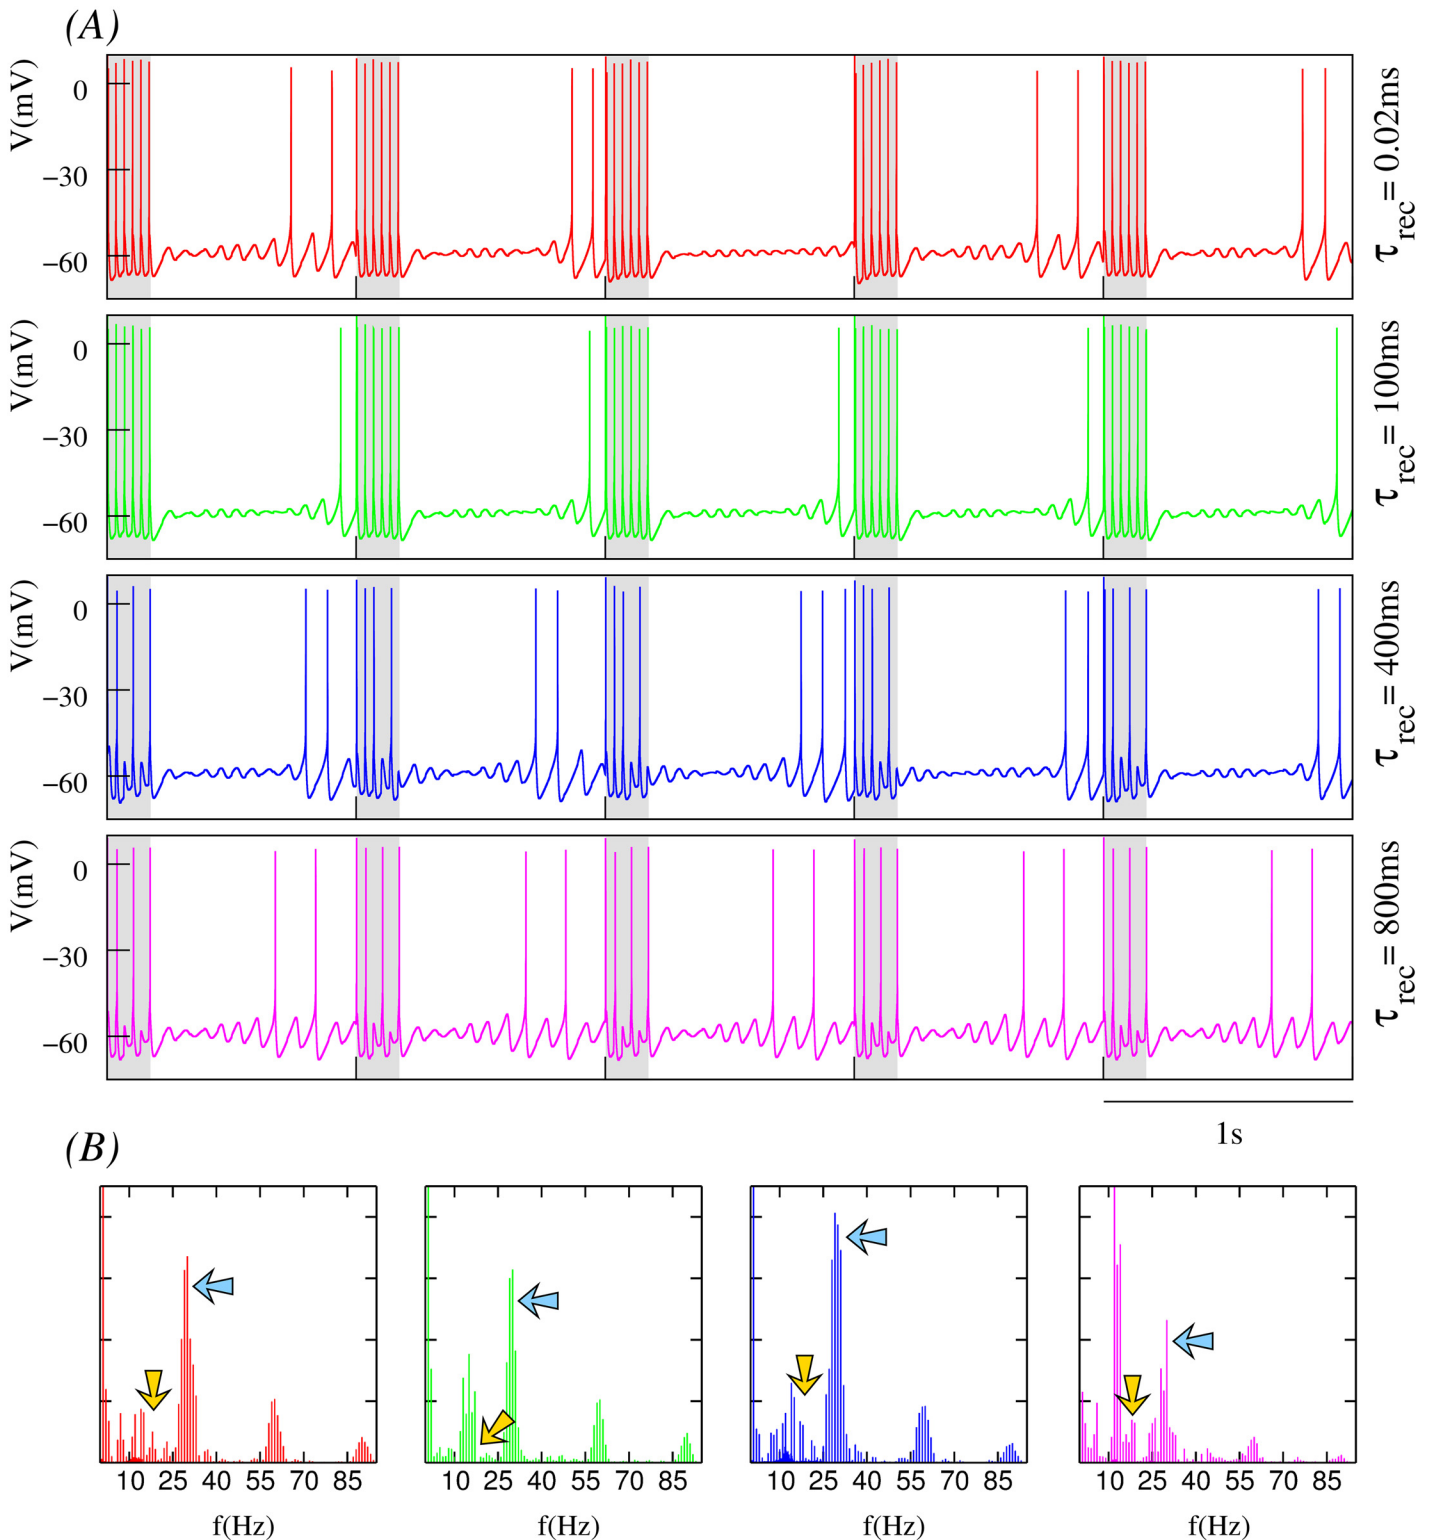 (A)
V(mV)
0
−30
−60
τrec = 0.02ms
V(mV)
0
−30
−60
τrec = 100ms
V(mV)
0
−30
−60
τrec = 400ms
V(mV)
0
−30
−60
τrec = 800ms
1s
(B)
10 25 40 55 70 85
f(Hz)
10 25 40 55 70 85
f(Hz)
10 25 40 55 70 85
f(Hz)
10 25 40 55 70 85
f(Hz)